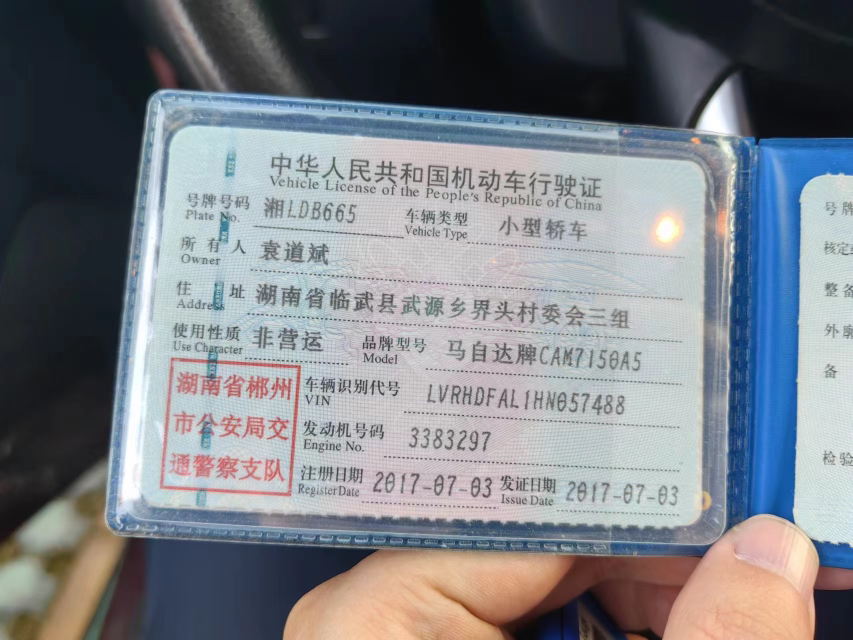 中华人民共和国机动车行驶证
Vehicle License of the People's Republic of China
号牌号码 湘LDB665 车辆类型 小型轿车
Plate No. Vehicle Type
所有人 袁道斌
Owner
住址 湖南省临武县武源乡界头村委会三组
Address
使用性质 非营运 品牌型号 马自达牌CAM7150A5
Use Character Model
湖南省郴州
市公安局交
通警察支队
车辆识别代号 LVRHDFAL1HN057488
VIN
发动机号码 3383297
Engine No.
注册日期 2017-07-03 发证日期 2017-07-03
Register Date Issue Date
号牌
核定
整备
外廓
备
检验